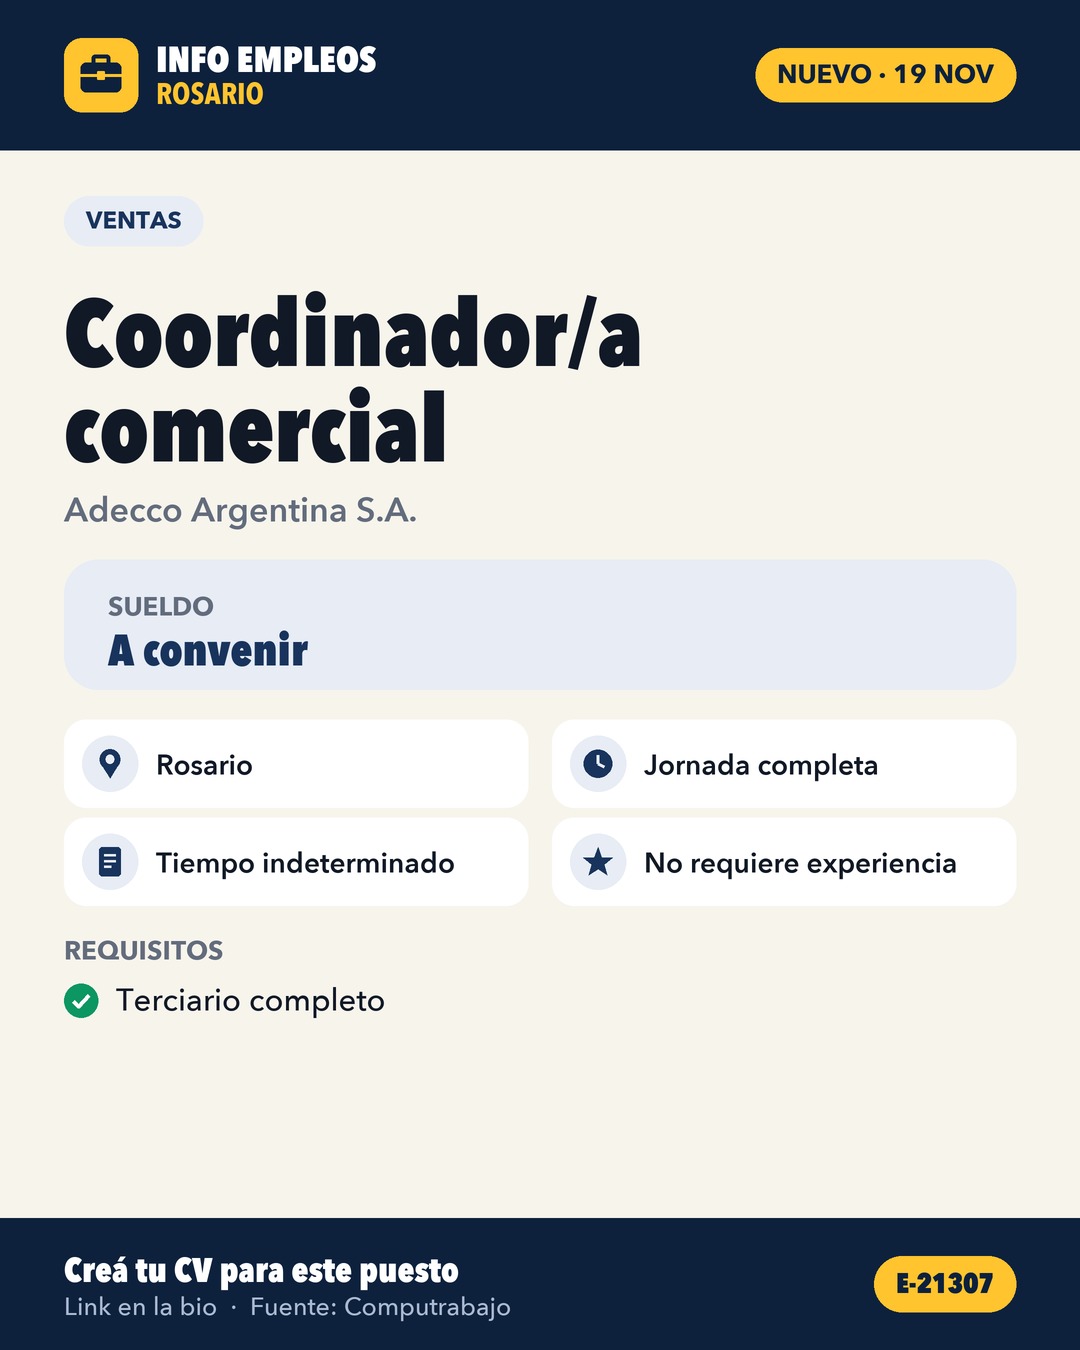 INFO EMPLEOS
ROSARIO
NUEVO · 19 NOV
VENTAS
Coordinador/a
comercial
Adecco Argentina S.A.
SUELDO
A convenir
Rosario
Jornada completa
Tiempo indeterminado
No requiere experiencia
REQUISITOS
Terciario completo
Creá tu CV para este puesto
Link en la bio · Fuente: Computrabajo
E-21307